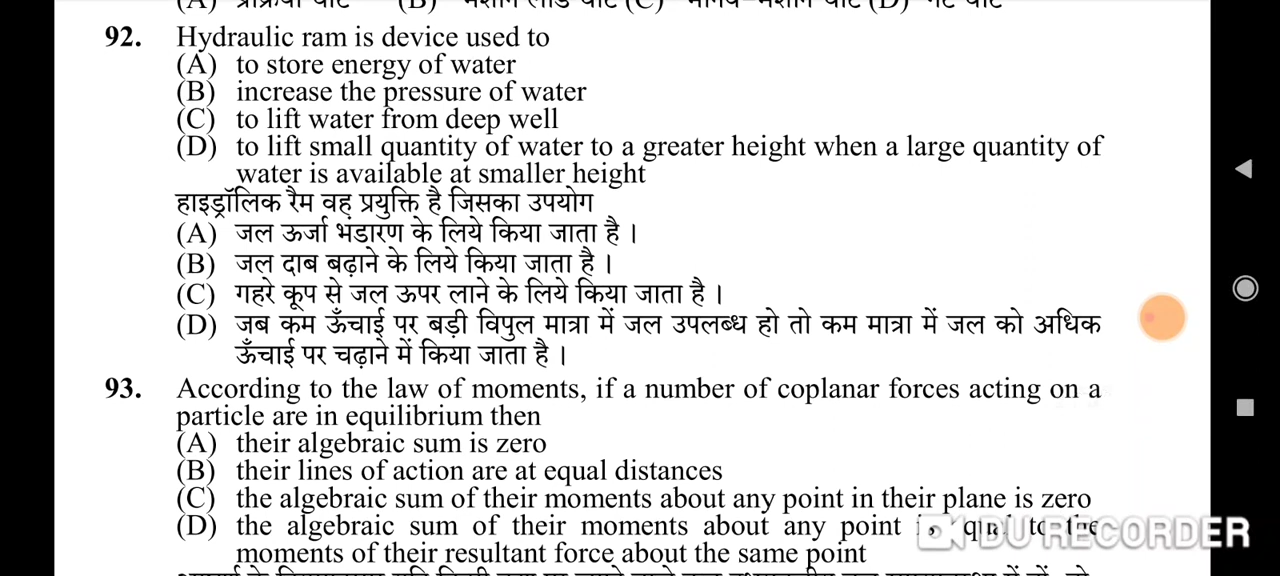 (A) प्रक्रिया चार्ट (B) मशीन लोड चार्ट (C) मानव-मशीन चार्ट (D) गैंट चार्ट
92. Hydraulic ram is device used to
(A) to store energy of water
(B) increase the pressure of water
(C) to lift water from deep well
(D) to lift small quantity of water to a greater height when a large quantity of
water is available at smaller height
हाइड्रॉलिक रैम वह प्रयुक्ति है जिसका उपयोग
(A) जल ऊर्जा भंडारण के लिये किया जाता है ।
(B) जल दाब बढ़ाने के लिये किया जाता है ।
(C) गहरे कूप से जल ऊपर लाने के लिये किया जाता है ।
(D) जब कम ऊँचाई पर बड़ी विपुल मात्रा में जल उपलब्ध हो तो कम मात्रा में जल को अधिक
ऊँचाई पर चढ़ाने में किया जाता है ।
93. According to the law of moments, if a number of coplanar forces acting on a
particle are in equilibrium then
(A) their algebraic sum is zero
(B) their lines of action are at equal distances
(C) the algebraic sum of their moments about any point in their plane is zero
(D) the algebraic sum of their moments about any point
DU RECORDER
moments of their resultant force about the same point